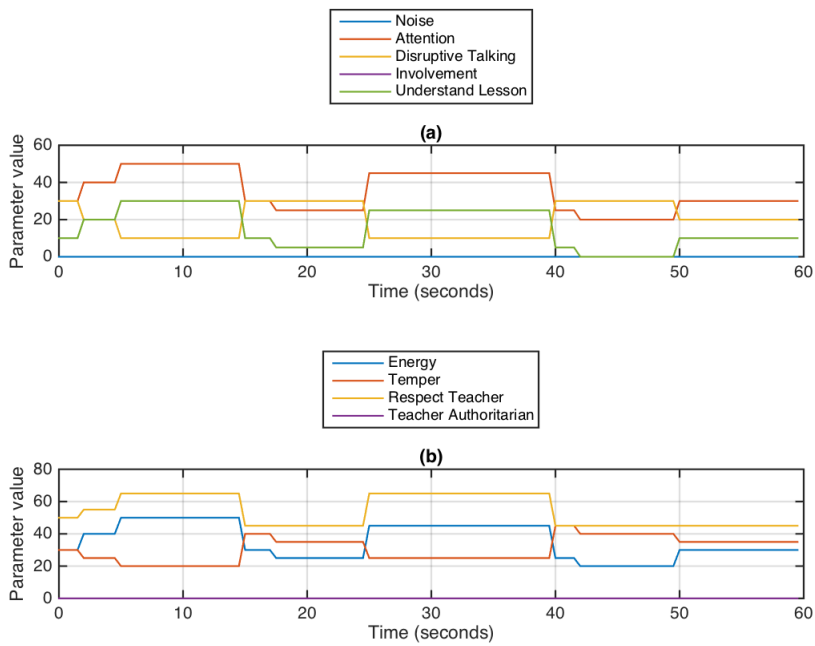 Noise
Attention
Disruptive Talking
Involvement
Understand Lesson
(a)
Parameter value
60
40
20
0
0 10 20 30 40 50 60
Time (seconds)
Energy
Temper
Respect Teacher
Teacher Authoritarian
(b)
Parameter value
80
60
40
20
0
0 10 20 30 40 50 60
Time (seconds)